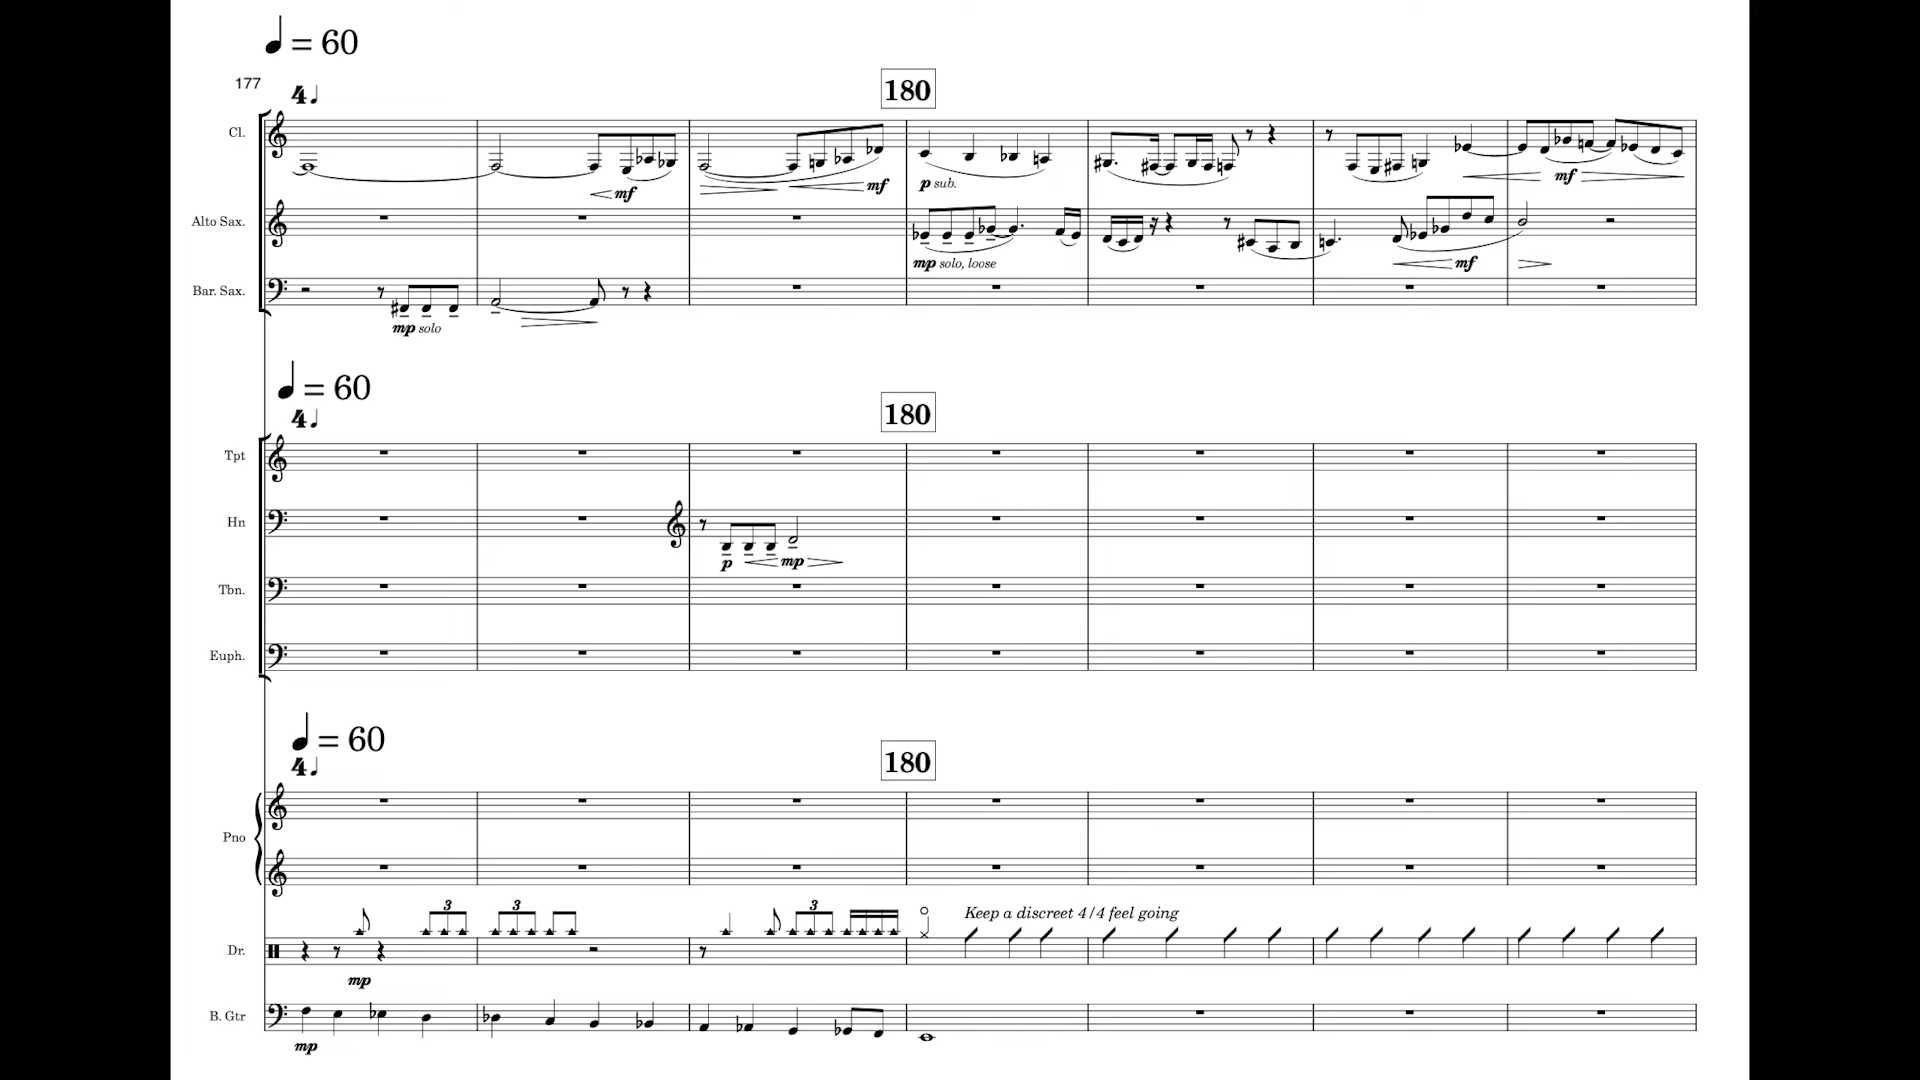 ♩ = 60
177
4♩
180
Cl.
mf
mf
p sub.
mf
Alto Sax.
mp solo, loose
mf
Bar. Sax.
mp solo
♩ = 60
4♩
180
Tpt
Hn
p mp
Tbn.
Euph.
♩ = 60
4♩
180
Pno
3 3 3
Keep a discreet 4/4 feel going
Dr.
mp
B. Gtr
mp